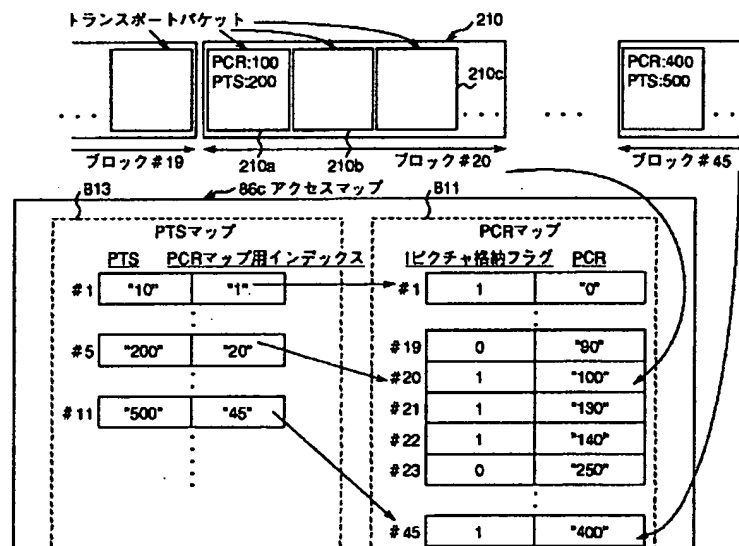 トランスポートパケット
210
PCR:100
PTS:200
210c
PCR:400
PTS:500
ブロック#19
210a
210b
ブロック#20
ブロック#45
B13
86c アクセスマップ
B11
PTSマップ
PTS PCRマップ用インデックス
#1 "10" "1"
#5 "200" "20"
#11 "500" "45"
PCRマップ
Iピクチャ格納フラグ PCR
#1 1 "0"
#19 0 "90"
#20 1 "100"
#21 1 "130"
#22 1 "140"
#23 0 "250"
#45 1 "400"